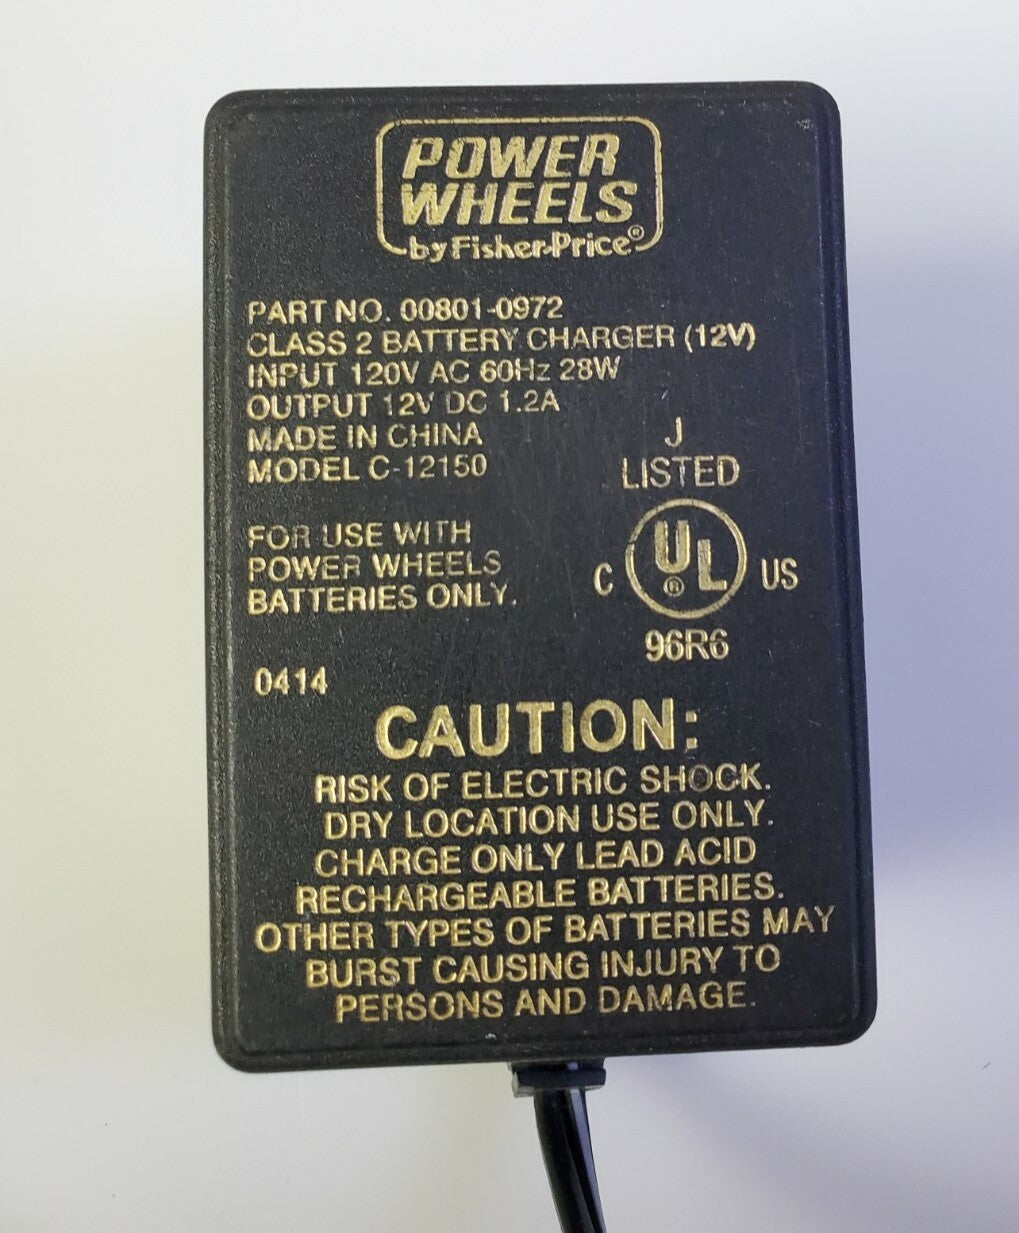 POWER
WHEELS
by Fisher-Price®
PART NO. 00801-0972
CLASS 2 BATTERY CHARGER (12V)
INPUT 120V AC 60Hz 28W
OUTPUT 12V DC 1.2A
MADE IN CHINA
MODEL C-12150
J
LISTED
FOR USE WITH
POWER WHEELS
BATTERIES ONLY.
C UL® US
96R6
0414
CAUTION:
RISK OF ELECTRIC SHOCK.
DRY LOCATION USE ONLY.
CHARGE ONLY LEAD ACID
RECHARGEABLE BATTERIES.
OTHER TYPES OF BATTERIES MAY
BURST CAUSING INJURY TO
PERSONS AND DAMAGE.